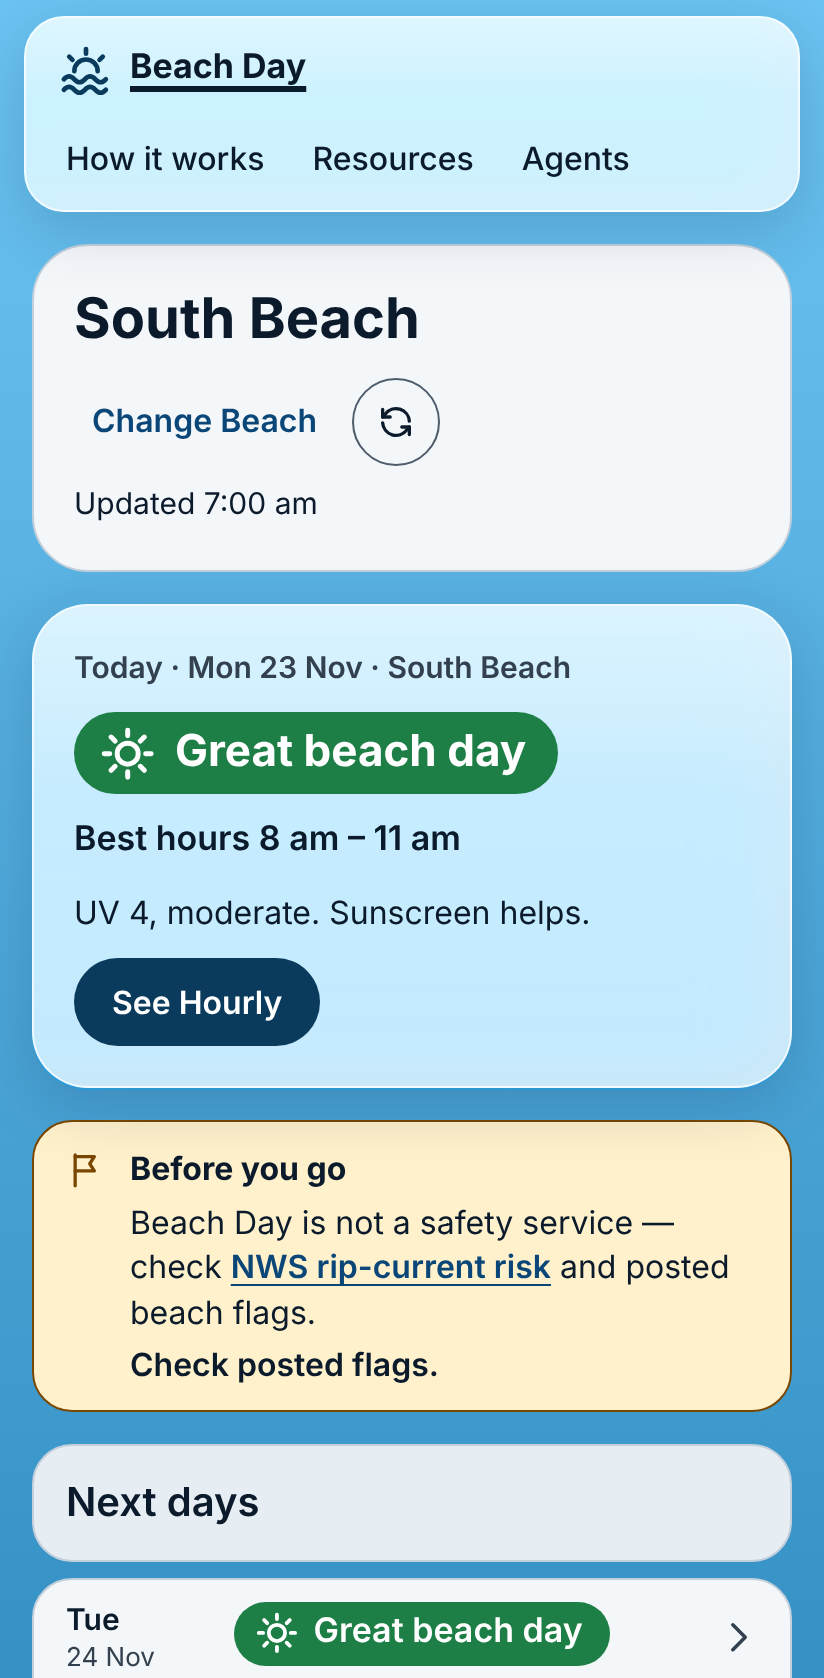 Beach Day
How it works Resources Agents
South Beach
Change Beach
Updated 7:00 am
Today · Mon 23 Nov · South Beach
Great beach day
Best hours 8 am – 11 am
UV 4, moderate. Sunscreen helps.
See Hourly
Before you go
Beach Day is not a safety service —
check NWS rip-current risk and posted
beach flags.
Check posted flags.
Next days
Tue
Great beach day
24 Nov